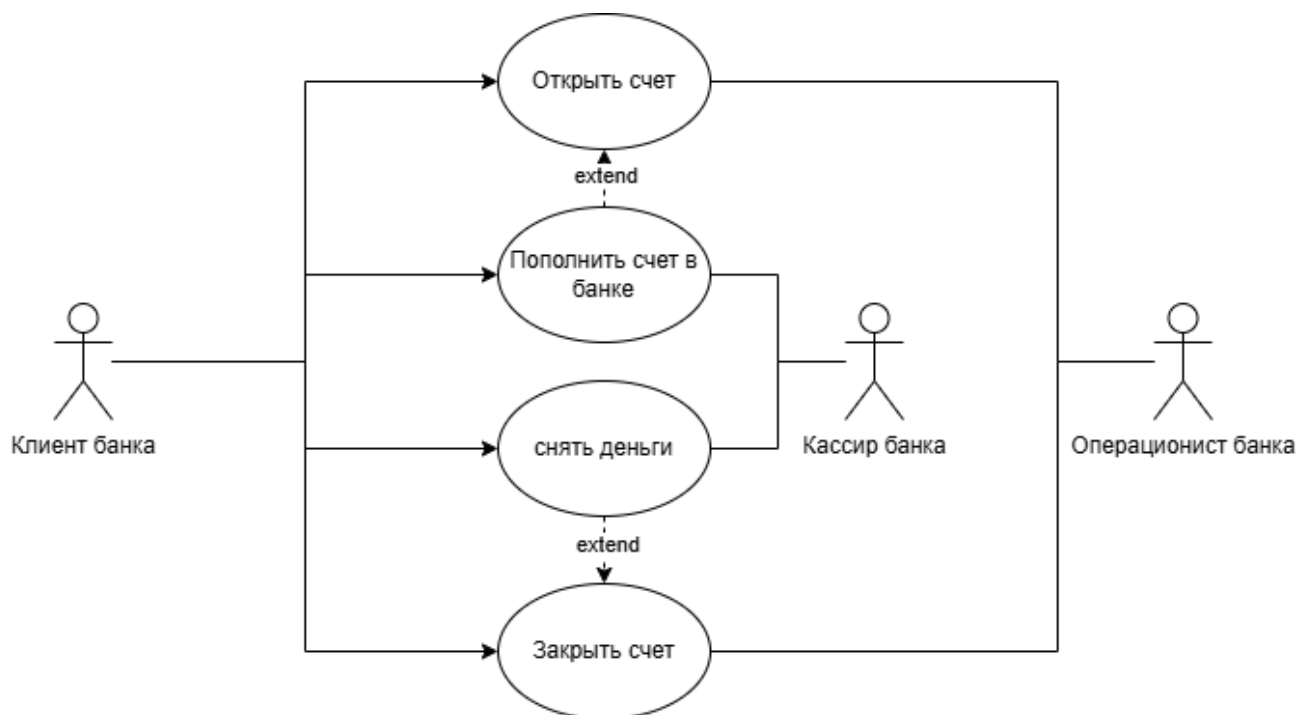 Открыть счет
extend
Пополнить счет в
банке
Клиент банка
снять деньги
Кассир банка
Операционист банка
extend
Закрыть счет